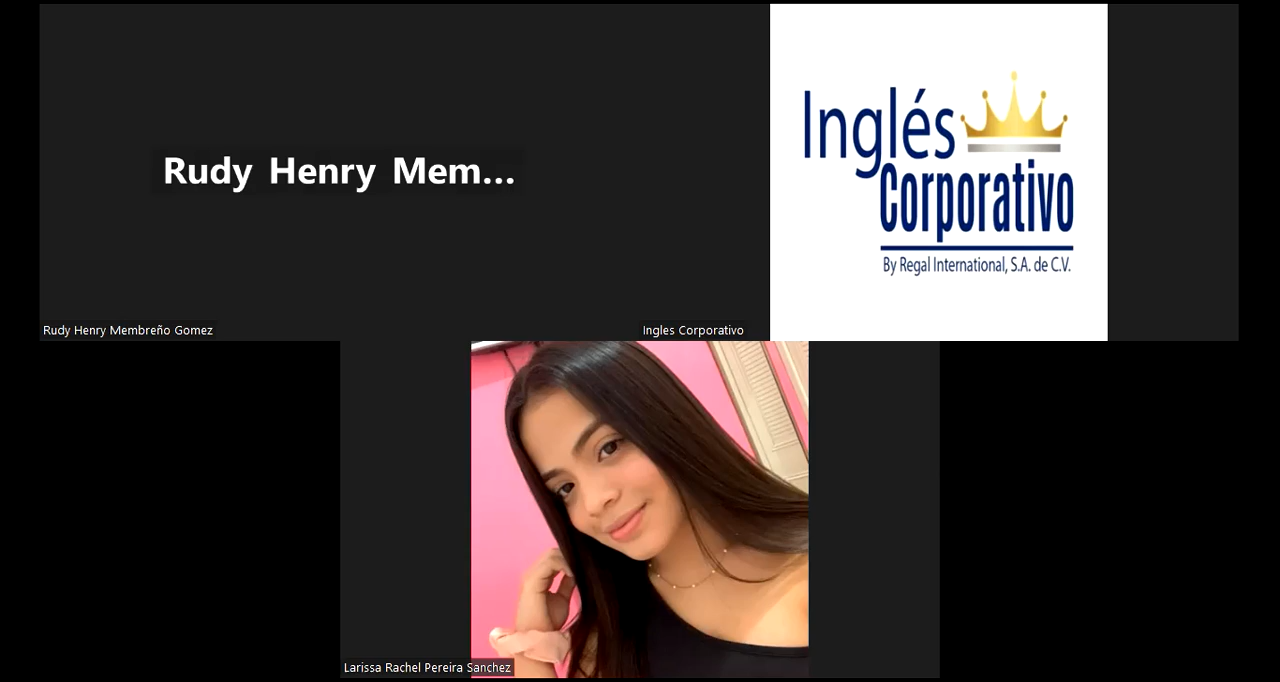 Rudy Henry Mem...
Rudy Henry Membreño Gomez
Inglés
Corporativo
By Regal International, S.A. de C.V.
Ingles Corporativo
Larissa Rachel Pereira Sanchez